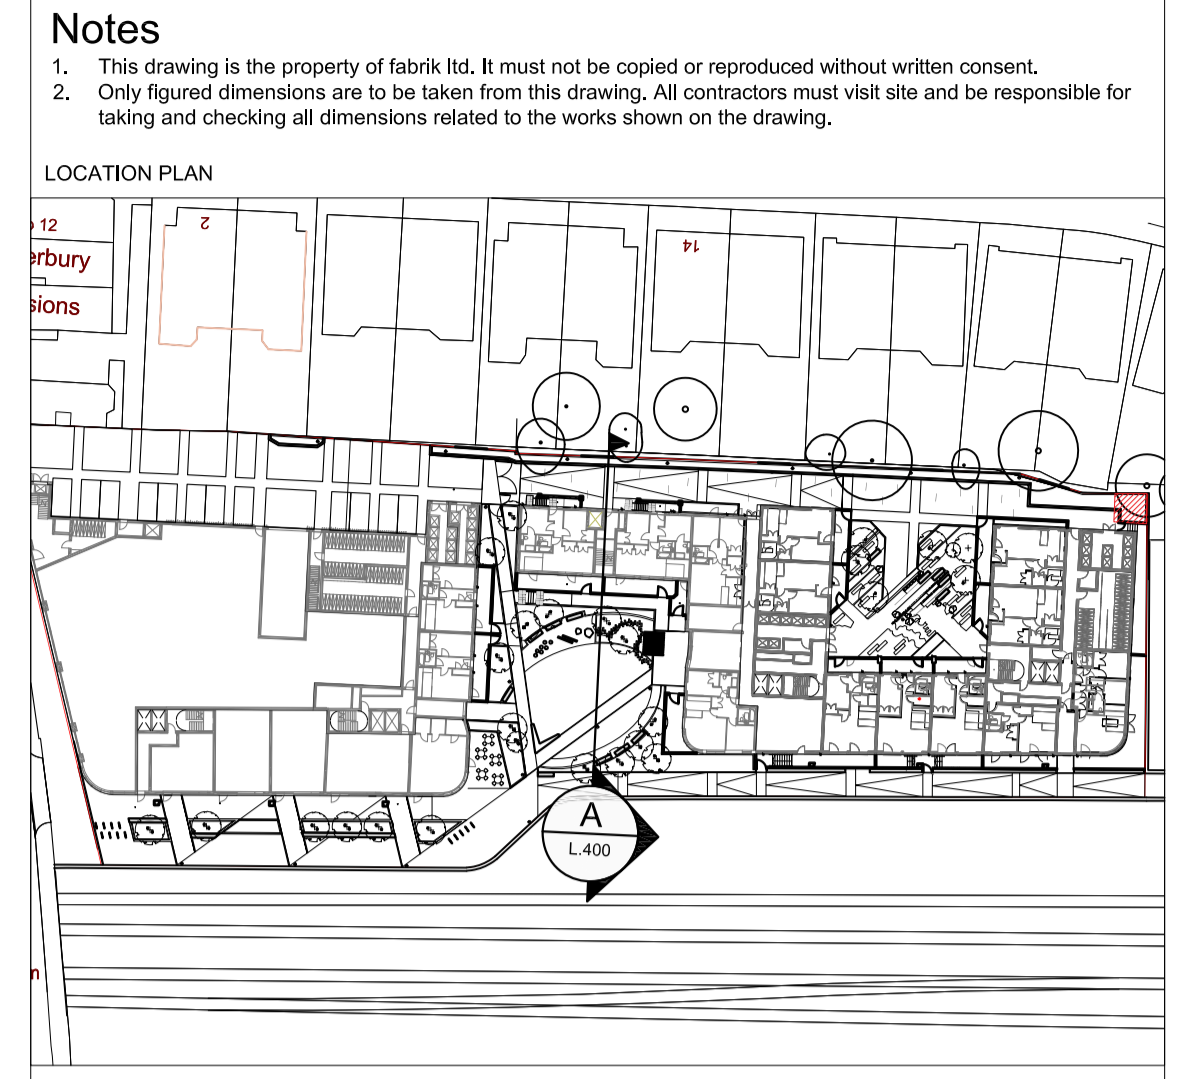 Notes
1. This drawing is the property of fabrik ltd. It must not be copied or reproduced without written consent.
2. Only figured dimensions are to be taken from this drawing. All contractors must visit site and be responsible for
taking and checking all dimensions related to the works shown on the drawing.
LOCATION PLAN
12
2
14
erbury
sions
A
L.400
n